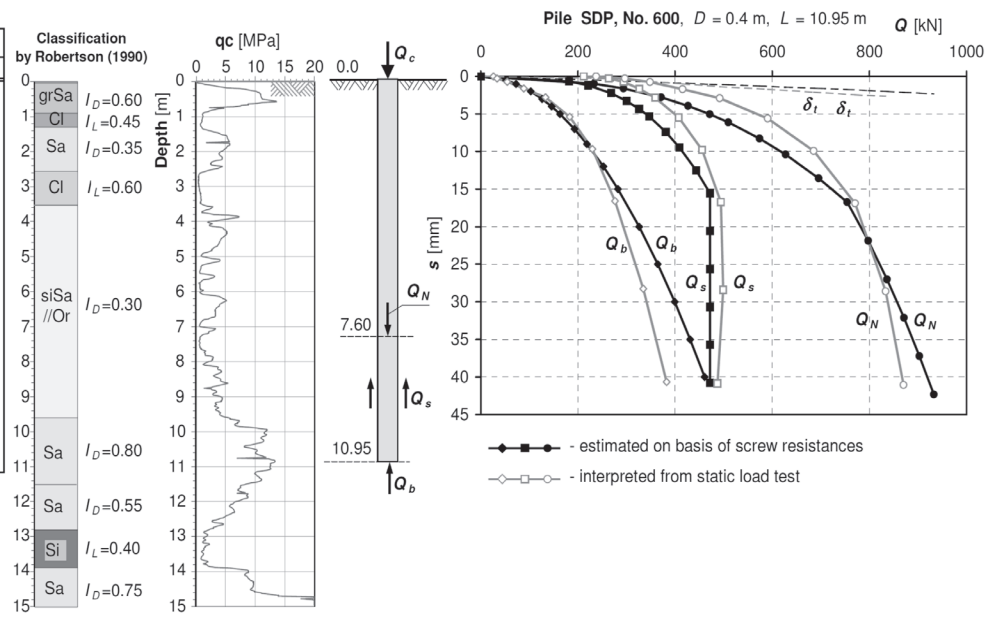 Classification
by Robertson (1990)
0
1
2
3
4
5
6
7
8
9
10
11
12
13
14
15
grSa
I_D=0.60
Cl
I_L=0.45
Sa
I_D=0.35
Cl
I_L=0.60
siSa
//Or
I_D=0.30
Sa
I_D=0.80
Sa
I_D=0.55
Si
I_L=0.40
Sa
I_D=0.75
qc [MPa]
0 5 10 15 20
Depth [m]
0
1
2
3
4
5
6
7
8
9
10
11
12
13
14
15
Q_c
0.0
Q_N
7.60
Q_s
10.95
Q_b
Pile SDP, No. 600, D = 0.4 m, L = 10.95 m
Q [kN]
0 200 400 600 800 1000
s [mm]
0
5
10
15
20
25
30
35
40
45
δ_t δ_t
Q_b Q_b
Q_s Q_s
Q_N Q_N
- estimated on basis of screw resistances
- interpreted from static load test